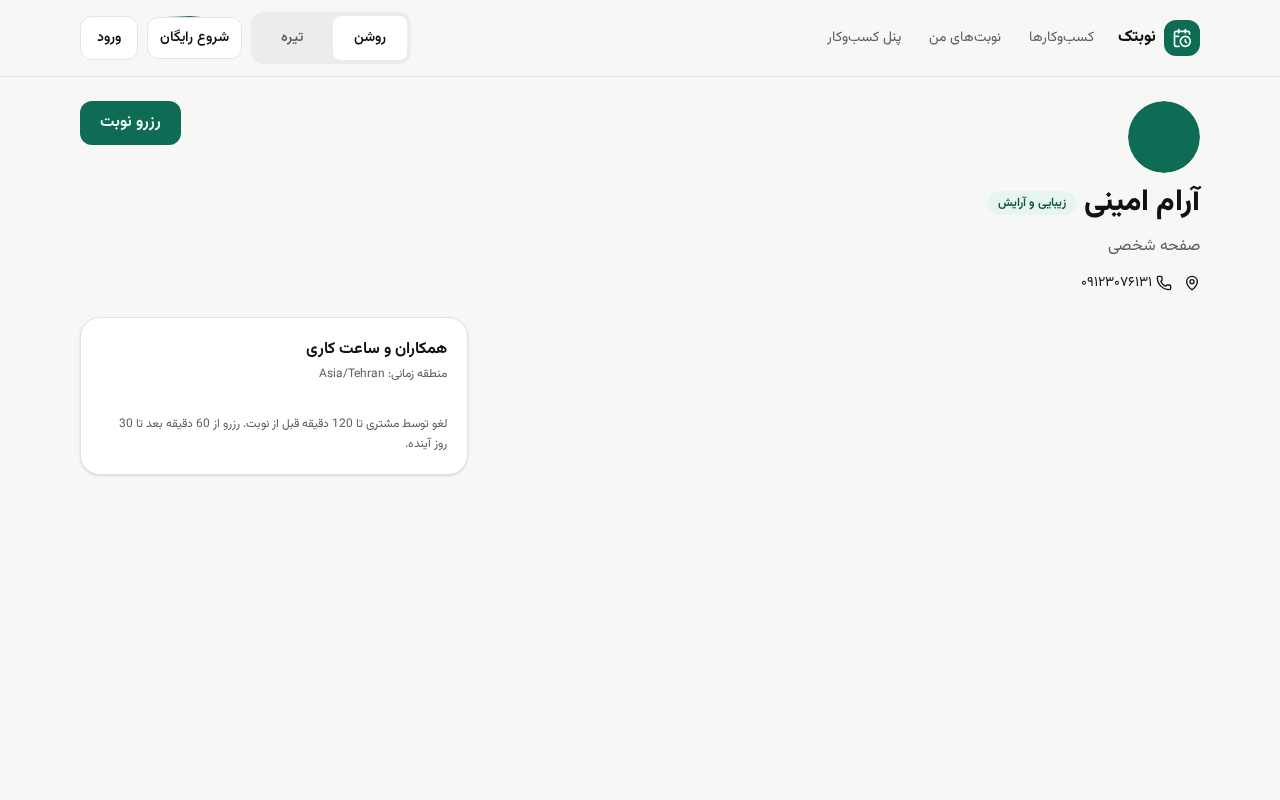 نوبتک
کسب‌وکارها
نوبت‌های من
پنل کسب‌وکار
روشن
تیره
شروع رایگان
ورود
رزرو نوبت
آرام امینی
زیبایی و آرایش
صفحه شخصی
۰۹۱۲۳۰۷۶۱۳۱
همکاران و ساعت کاری
منطقه زمانی: Asia/Tehran
لغو توسط مشتری تا 120 دقیقه قبل از نوبت. رزرو از 60 دقیقه بعد تا 30
روز آینده.